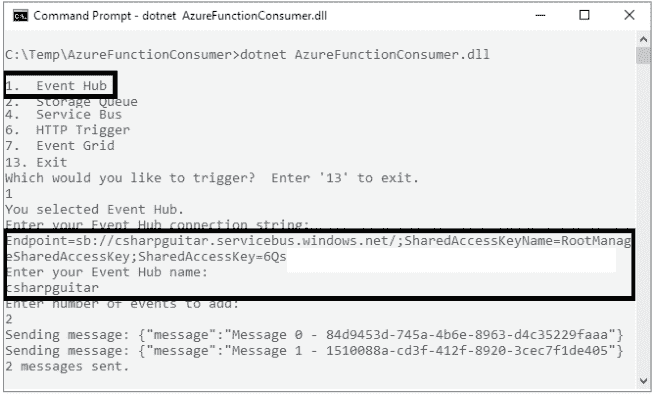 Command Prompt - dotnet AzureFunctionConsumer.dll
C:\Temp\AzureFunctionConsumer>dotnet AzureFunctionConsumer.dll
1. Event Hub
2. Storage Queue
4. Service Bus
6. HTTP Trigger
7. Event Grid
13. Exit
Which would you like to trigger? Enter '13' to exit.
1
You selected Event Hub.
Enter your Event Hub connection string:
Endpoint=sb://csharpguitar.servicebus.windows.net/;SharedAccessKeyName=RootManag
eSharedAccessKey;SharedAccessKey=6Qs
Enter your Event Hub name:
csharpguitar
Enter number of events to add:
2
Sending message: {"message":"Message 0 - 84d9453d-745a-4b6e-8963-d4c35229faaa"}
Sending message: {"message":"Message 1 - 1510088a-cd3f-412f-8920-3cec7f1de405"}
2 messages sent.